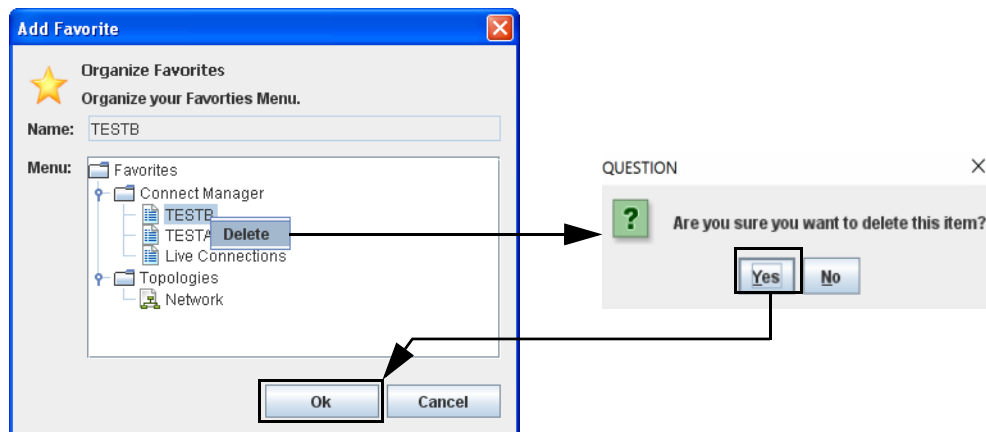 Add Favorite
Organize Favorites
Organize your Favorties Menu.
Name: TESTB
Menu: Favorites
Connect Manager
TESTB
TESTA Delete
Live Connections
Topologies
Network
Ok Cancel
QUESTION
?
Are you sure you want to delete this item?
Yes No